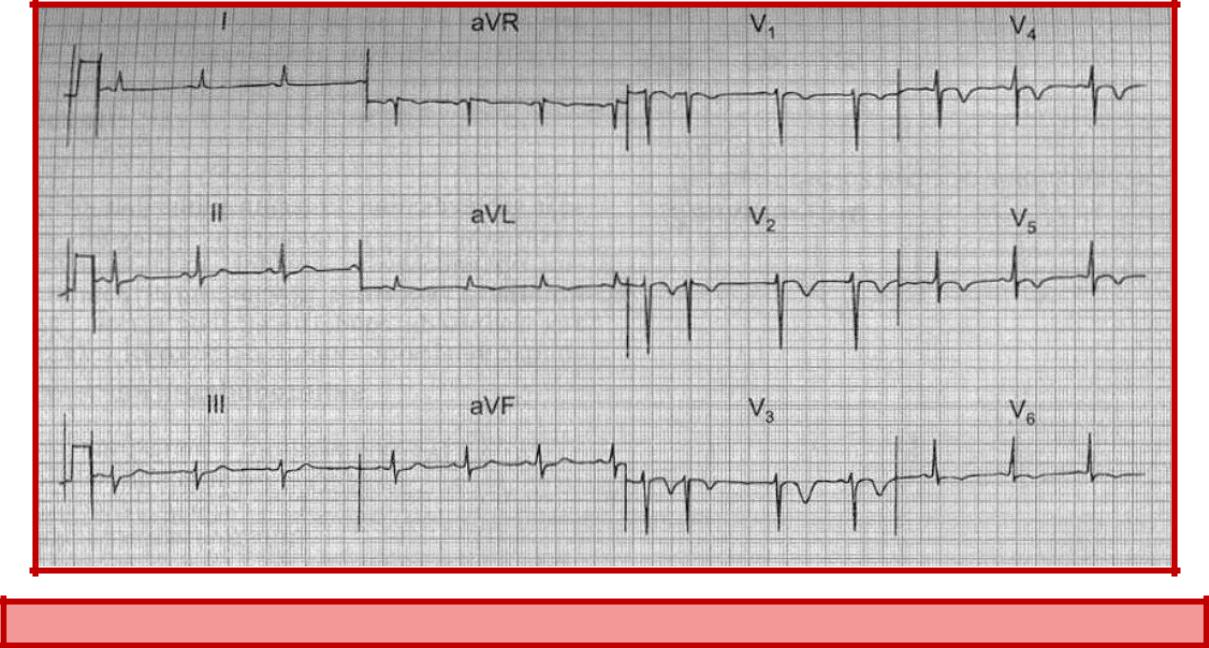 I aVR V₁ V₄
II aVL V₂ V₅
III aVF V₃ V₆